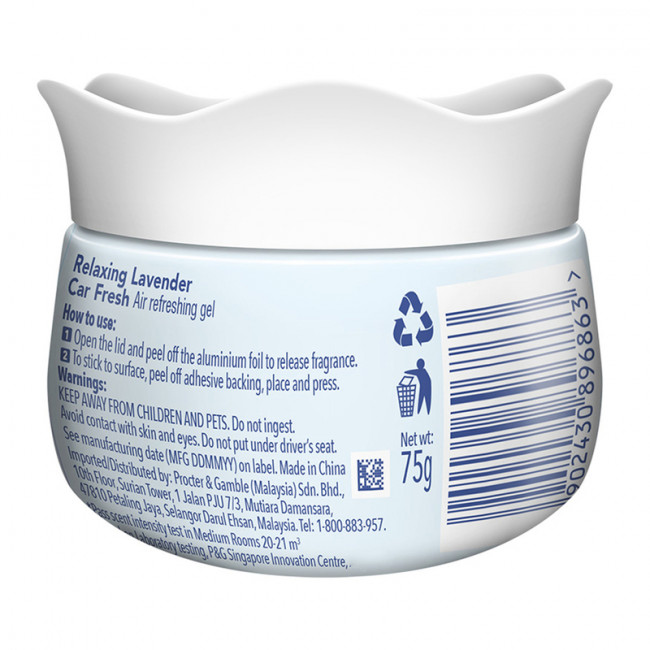 Relaxing Lavender
Car Fresh Air refreshing gel
How to use:
1 Open the lid and peel off the aluminium foil to release fragrance.
2 To stick to surface, peel off adhesive backing, place and press.
Warnings:
KEEP AWAY FROM CHILDREN AND PETS. Do not ingest.
Avoid contact with skin and eyes. Do not put under driver's seat.
See manufacturing date (MFG DDMMYY) on label. Made in China
Imported/Distributed by: Procter & Gamble (Malaysia) Sdn. Bhd.,
10th Floor, Surian Tower, 1 Jalan PJU 7/3, Mutiara Damansara,
47810 Petaling Jaya, Selangor Darul Ehsan, Malaysia. Tel: 1-800-883-957.
Pass scent intensity test in Medium Rooms 20-21 m³
Laboratory testing, P&G Singapore Innovation Centre,
Net wt:
75g
902430 896863 >